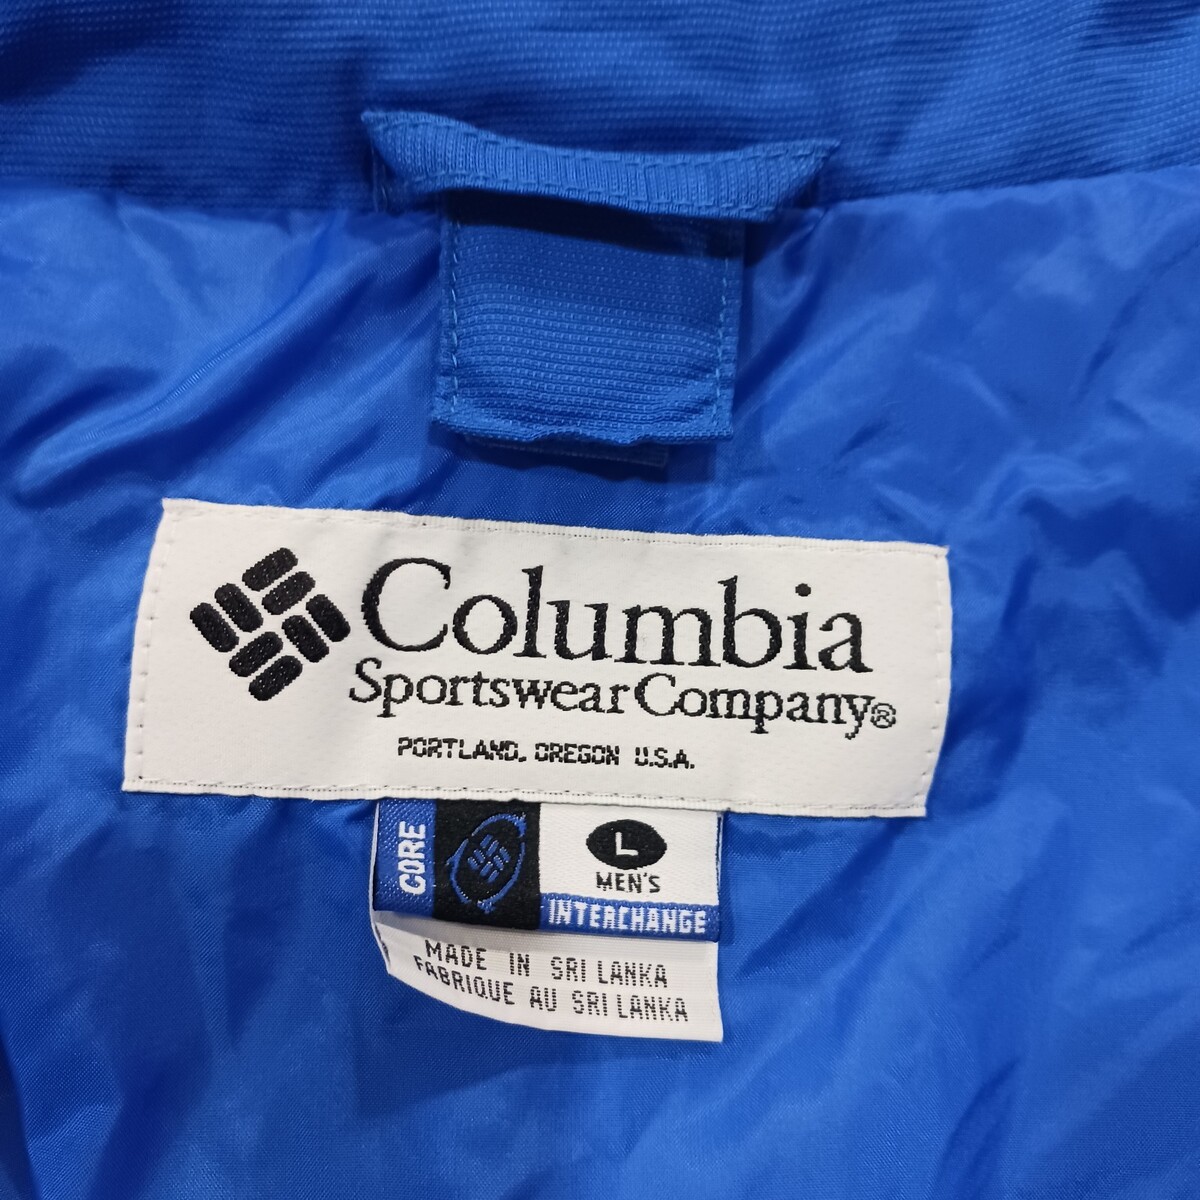 Columbia
Sportswear Company®
PORTLAND, OREGON U.S.A.
CORE
L
MEN'S
INTERCHANGE
MADE IN SRI LANKA
FABRIQUE AU SRI LANKA